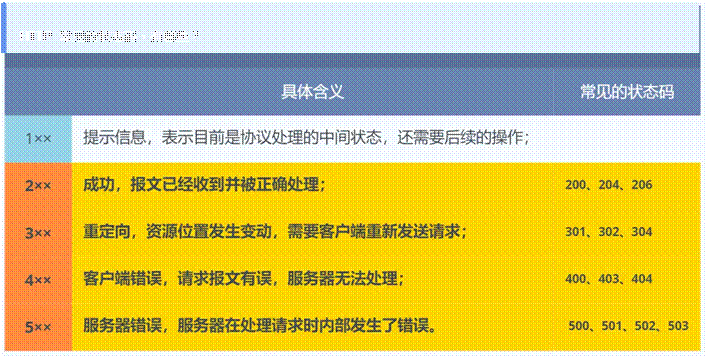 具体含义 常见的状态码
1×× 提示信息，表示目前是协议处理的中间状态，还需要后续的操作；
2×× 成功，报文已经收到并被正确处理； 200、204、206
3×× 重定向，资源位置发生变动，需要客户端重新发送请求； 301、302、304
4×× 客户端错误，请求报文有误，服务器无法处理； 400、403、404
5×× 服务器错误，服务器在处理请求时内部发生了错误。 500、501、502、503